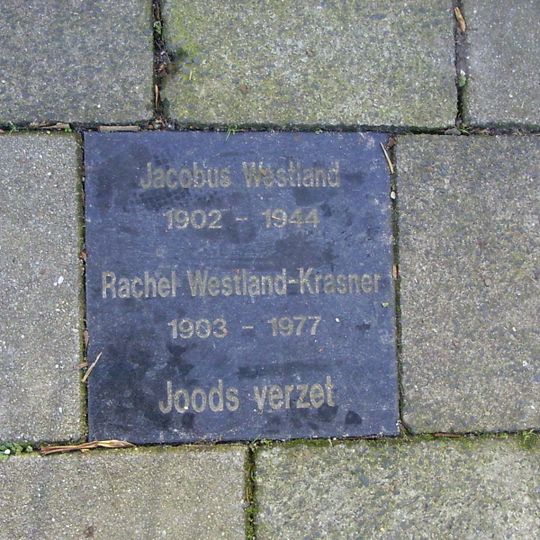 Jacobus Westland
1902 - 1944
Rachel Westland-Krasner
1903 - 1977
Joods verzet